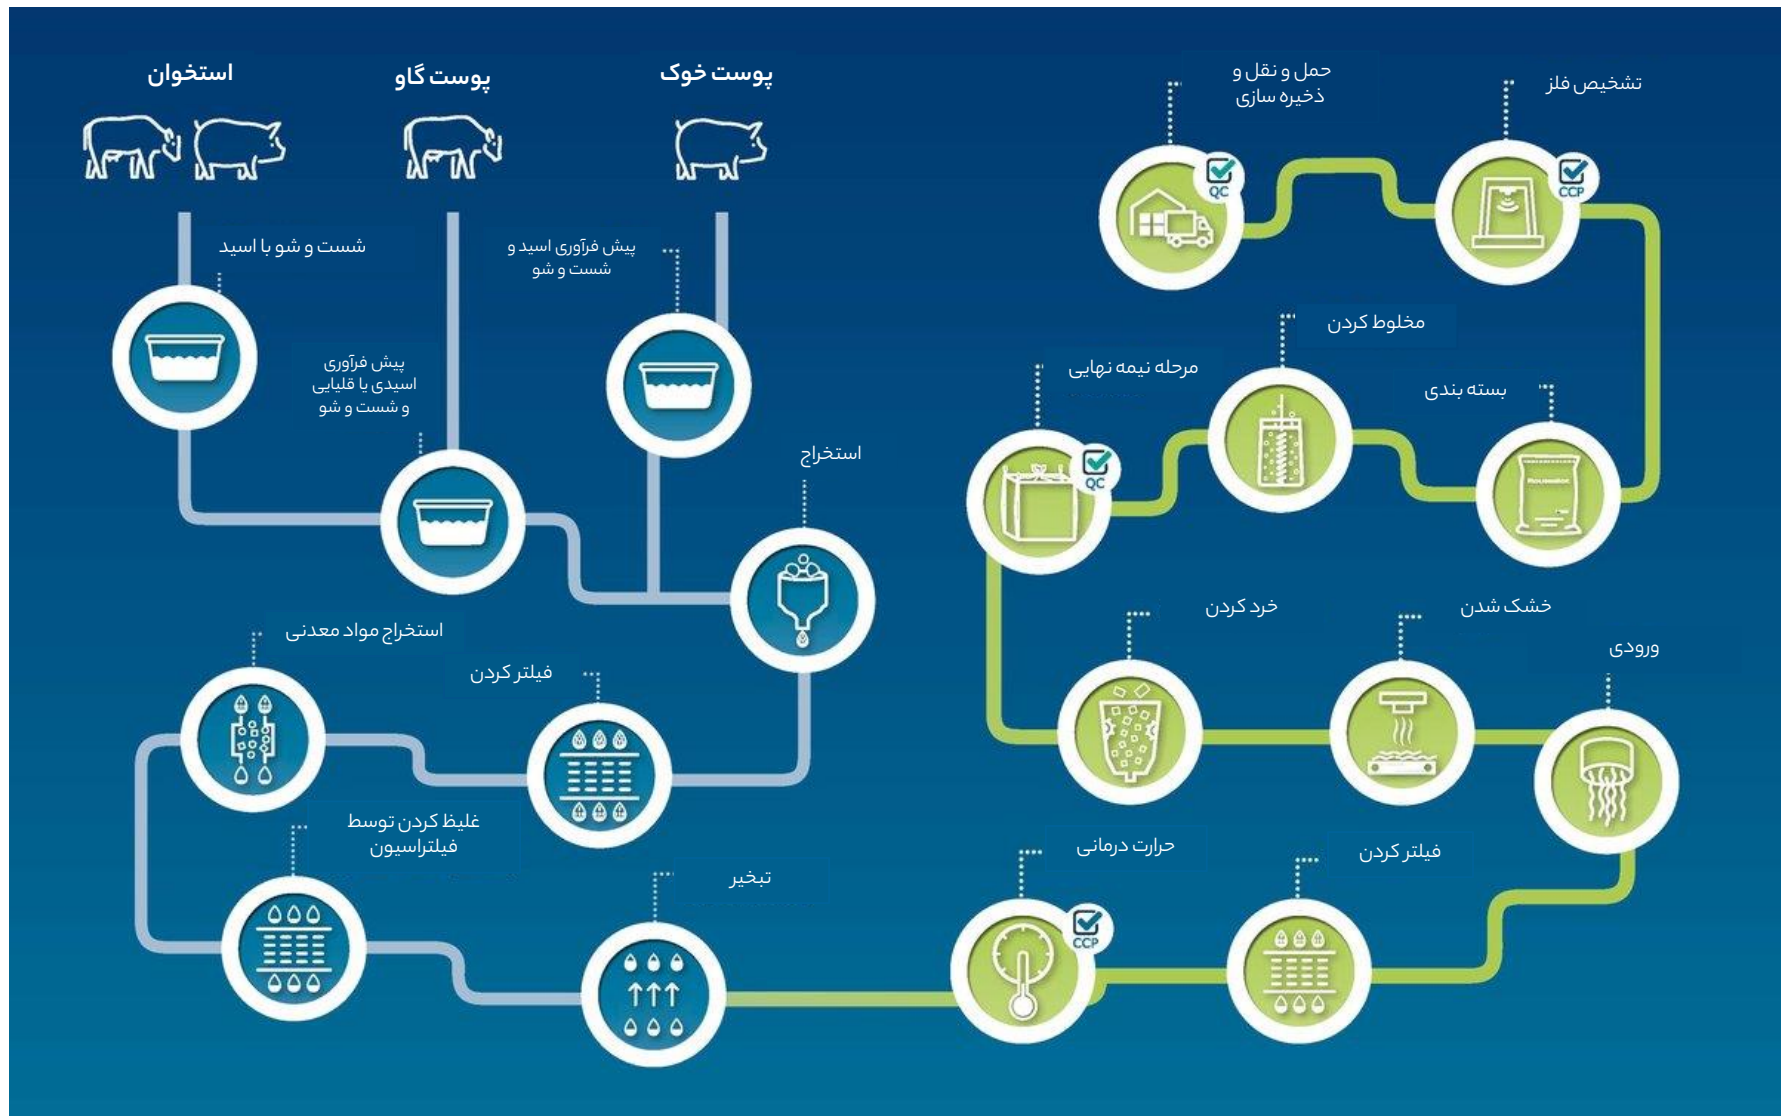 استخوان
پوست گاو
پوست خوک
شست و شو با اسید
پیش فرآوری اسید و
شست و شو
پیش فرآوری
اسیدی یا قلیایی
و شست و شو
استخراج
استخراج مواد معدنی
فیلتر کردن
غلیظ کردن توسط
فیلتراسیون
تبخیر
حرارت درمانی
CCP
فیلتر کردن
ورودی
خشک شدن
خرد کردن
مرحله نیمه نهایی
QC
مخلوط کردن
بسته بندی
Rousselot
تشخیص فلز
CCP
حمل و نقل و
ذخیره سازی
QC